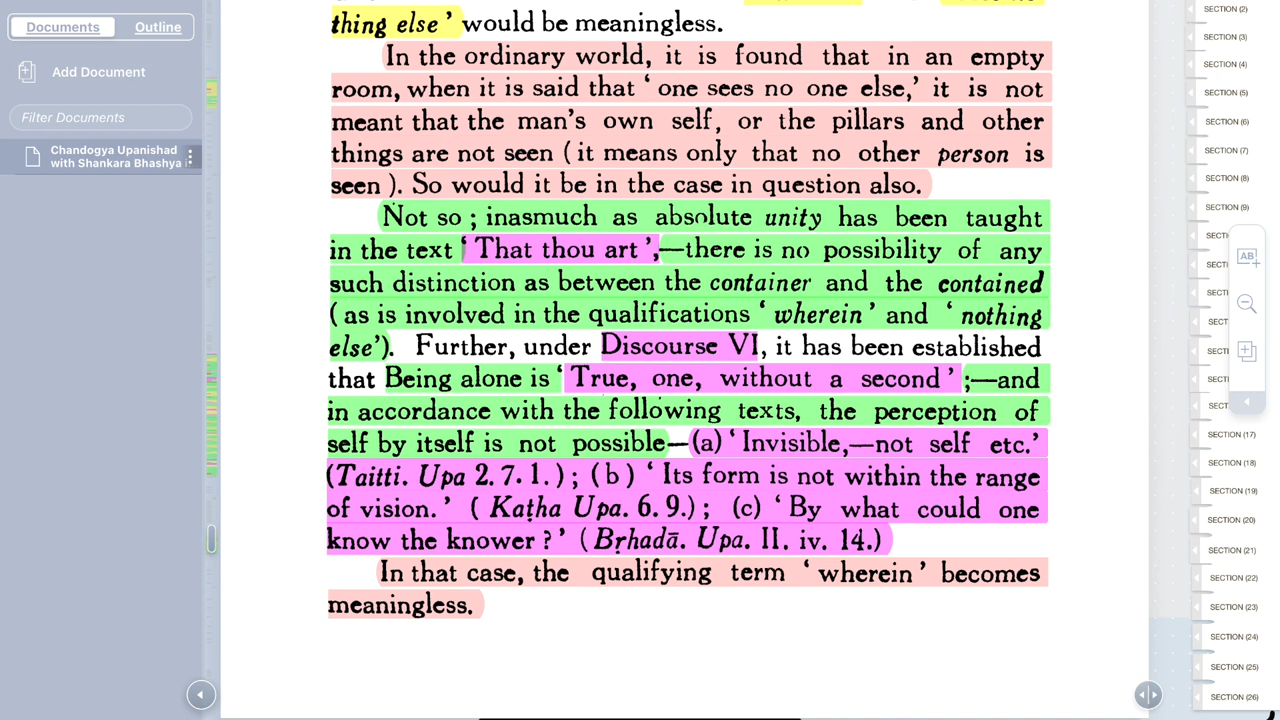 Documents
Outline
Add Document
Filter Documents
Chandogya Upanishad
with Shankara Bhashya
thing else’ would be meaningless.
In the ordinary world, it is found that in an empty
room, when it is said that ‘one sees no one else,’ it is not
meant that the man’s own self, or the pillars and other
things are not seen (it means only that no other person is
seen). So would it be in the case in question also.
Not so; inasmuch as absolute unity has been taught
in the text ‘That thou art’,—there is no possibility of any
such distinction as between the container and the contained
(as is involved in the qualifications ‘wherein’ and ‘nothing
else’). Further, under Discourse VI, it has been established
that Being alone is ‘True, one, without a second’;—and
in accordance with the following texts, the perception of
self by itself is not possible—(a) ‘Invisible,—not self etc.’
(Taitti. Upa 2.7.1.); (b) ‘Its form is not within the range
of vision.’ (Kaṭha Upa. 6.9.); (c) ‘By what could one
know the knower?’ (Bṛhadā. Upa. II. iv. 14.)
In that case, the qualifying term ‘wherein’ becomes
meaningless.
SECTION (2)
SECTION (3)
SECTION (4)
SECTION (5)
SECTION (6)
SECTION (7)
SECTION (8)
SECTION (9)
SECTI
SECTI
SECTI
SECTI
SECT
SECTI
SECT
SECTION (17)
SECTION (18)
SECTION (19)
SECTION (20)
SECTION (21)
SECTION (22)
SECTION (23)
SECTION (24)
SECTION (25)
SECTION (26)
AB